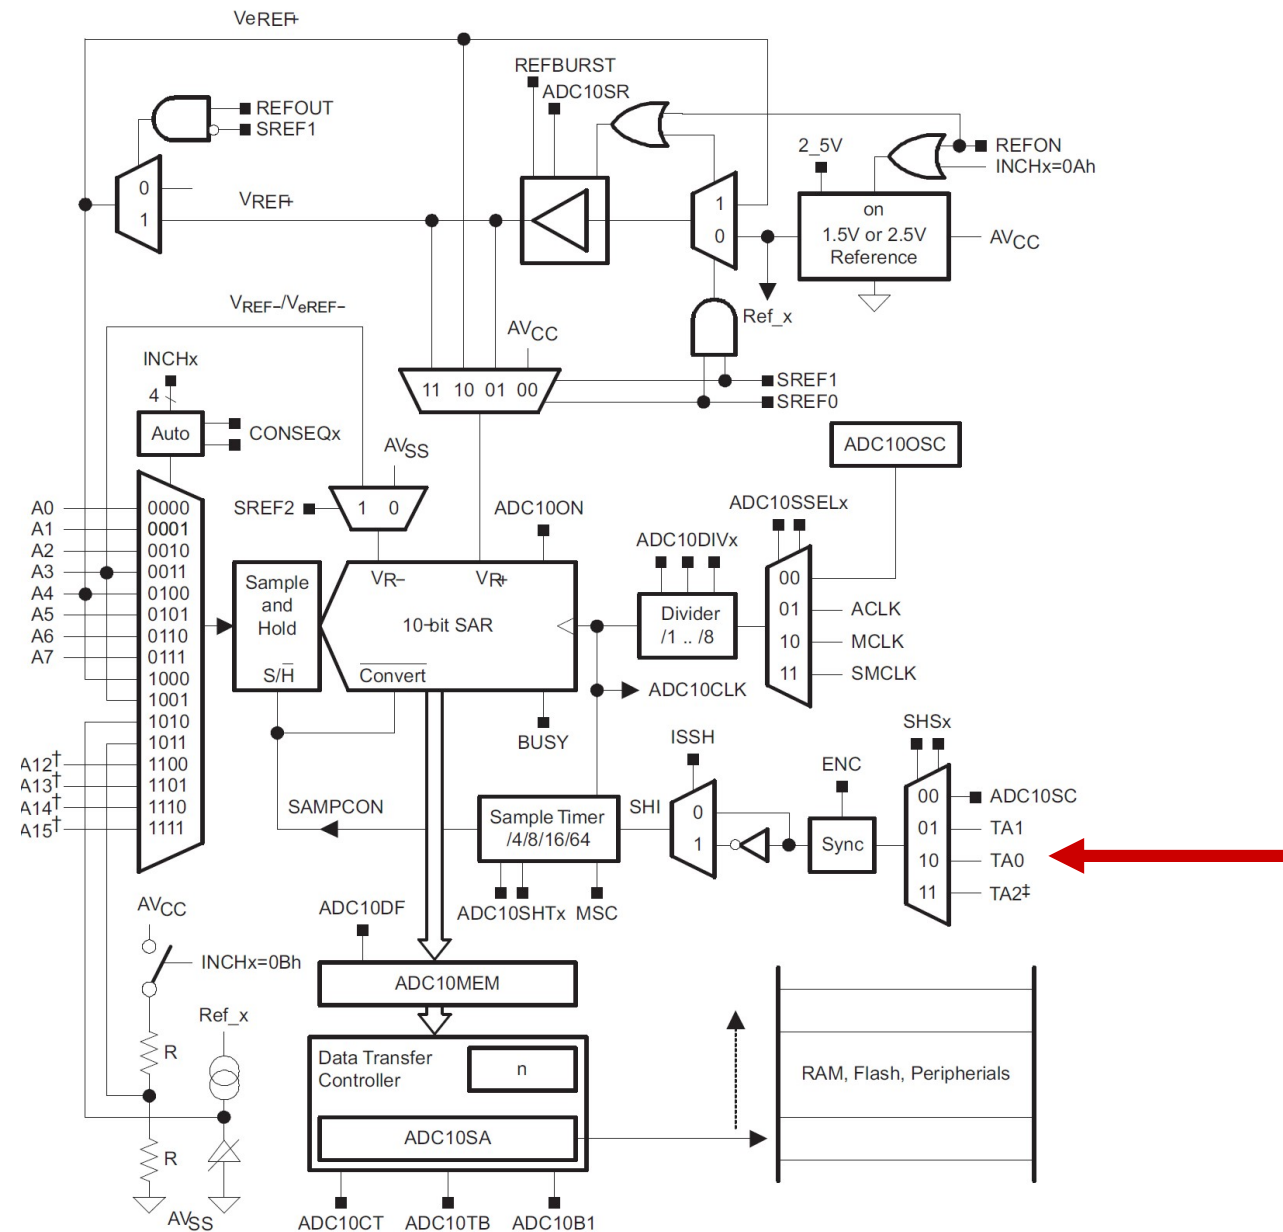 VeREF+
REFBURST
ADC10SR
REFOUT
SREF1
2_5V
REFON
INCHx=0Ah
0
1
VREF+
1
0
on
1.5V or 2.5V
Reference
AVCC
VREF−/VeREF−
Ref_x
AVCC
INCHx
4
11 10 01 00
SREF1
SREF0
Auto
CONSEQx
AVSS
ADC10OSC
SREF2
1 0
ADC10ON
ADC10SSELx
A0 0000
A1 0001
A2 0010
A3 0011
A4 0100
A5 0101
A6 0110
A7 0111
1000
1001
1010
1011
A12† 1100
A13† 1101
A14† 1110
A15† 1111
Sample
and
Hold
S/H
VR−
VR+
10−bit SAR
Convert
ADC10DIVx
Divider
/1 .. /8
00
01 ACLK
10 MCLK
11 SMCLK
ADC10CLK
BUSY
ISSH
SHSx
ENC
SAMPCON
Sample Timer
/4/8/16/64
SHI
0
1
Sync
00 ADC10SC
01 TA1
10 TA0
11 TA2‡
ADC10SHTx MSC
ADC10DF
AVCC
INCHx=0Bh
ADC10MEM
Ref_x
R
Data Transfer
Controller
n
RAM, Flash, Peripherials
ADC10SA
R
AVSS
ADC10CT ADC10TB ADC10B1